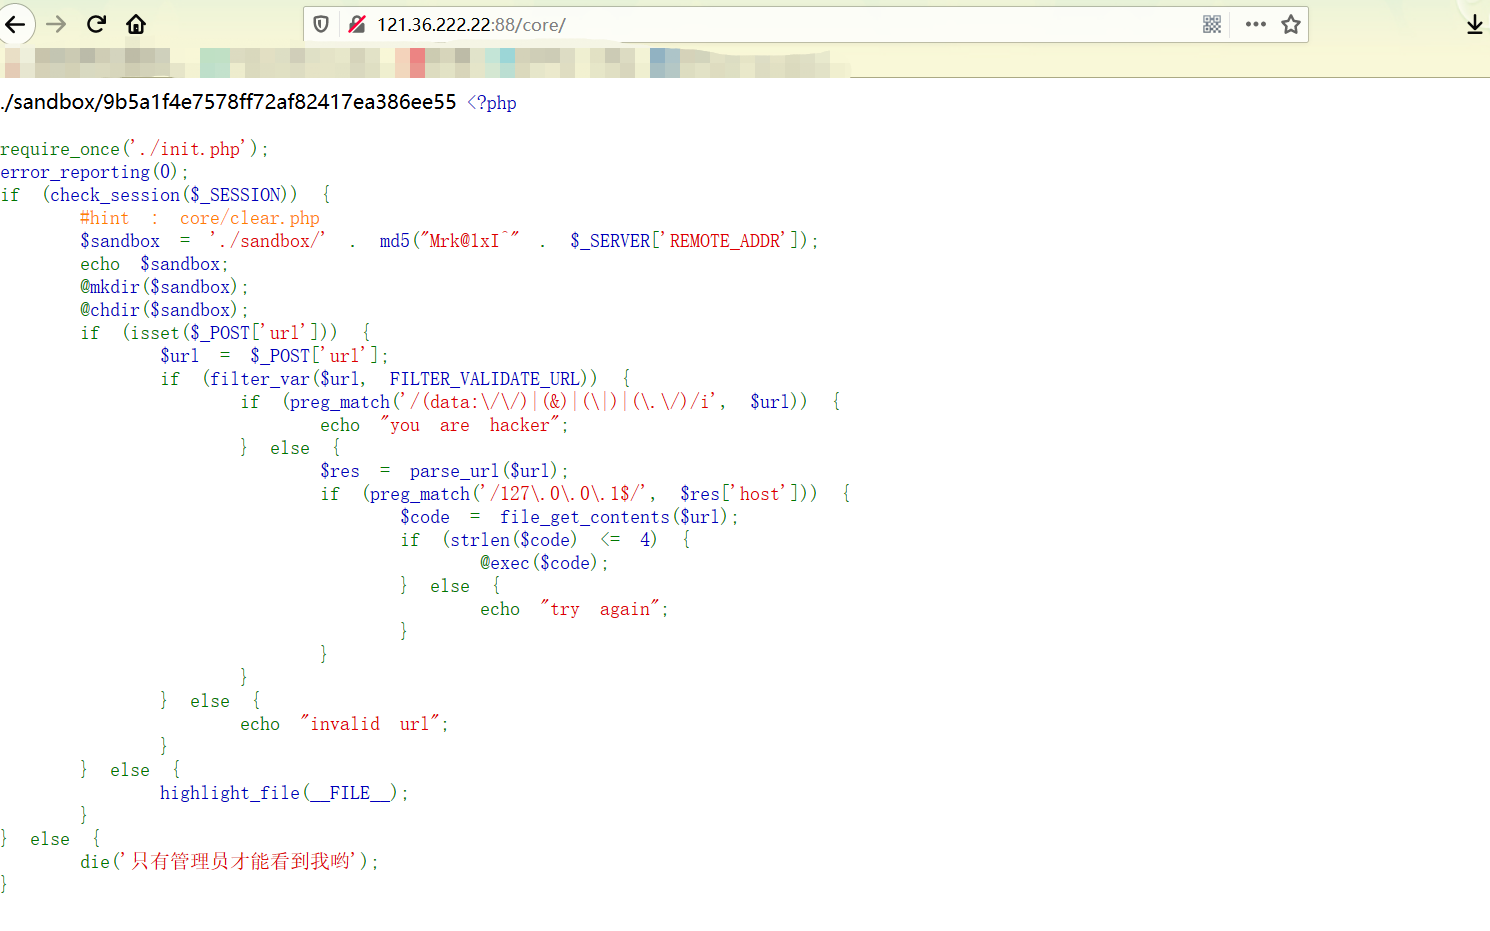 121.36.222.22:88/core/
./sandbox/9b5a1f4e7578ff72af82417ea386ee55 <?php
require_once('./init.php');
error_reporting(0);
if (check_session($_SESSION)) {
#hint : core/clear.php
$sandbox = './sandbox/' . md5("Mrk@1xI^" . $_SERVER['REMOTE_ADDR']);
echo $sandbox;
@mkdir($sandbox);
@chdir($sandbox);
if (isset($_POST['url'])) {
$url = $_POST['url'];
if (filter_var($url, FILTER_VALIDATE_URL)) {
if (preg_match('/(data:\/\/)|(&)|(\|)|(\.\/)/i', $url)) {
echo "you are hacker";
} else {
$res = parse_url($url);
if (preg_match('/127\.0\.0\.1$/', $res['host'])) {
$code = file_get_contents($url);
if (strlen($code) <= 4) {
@exec($code);
} else {
echo "try again";
}
}
}
} else {
echo "invalid url";
}
} else {
highlight_file(__FILE__);
}
} else {
die('只有管理员才能看到我哟');
}